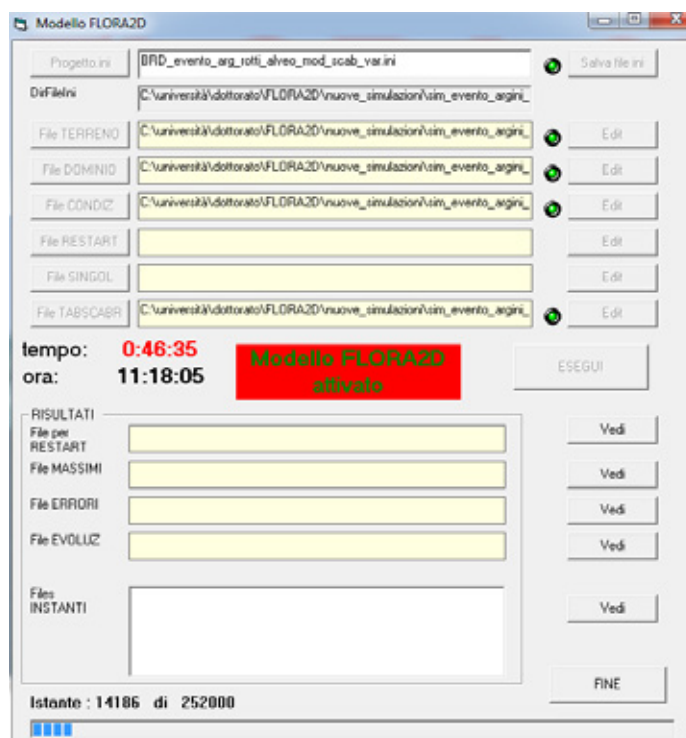 Modello FLORA2D
Progetto.ini BRD_evento_arg_rotti_alveo_mod_scab_var.ini Salva file ini
DirFileIni C:\università\dottorato\FLORA2D\nuove_simulazioni\sim_evento_argini_
File TERRENO C:\università\dottorato\FLORA2D\nuove_simulazioni\sim_evento_argini_ Edit
File DOMINIO C:\università\dottorato\FLORA2D\nuove_simulazioni\sim_evento_argini_ Edit
File CONDIZ C:\università\dottorato\FLORA2D\nuove_simulazioni\sim_evento_argini_ Edit
File RESTART Edit
File SINGOL Edit
File TABSCABR C:\università\dottorato\FLORA2D\nuove_simulazioni\sim_evento_argini_ Edit
tempo: 0:46:35
ora: 11:18:05
Modello FLORA2D
attivato
ESEGUI
RISULTATI
File per
RESTART
Vedi
File MASSIMI Vedi
File ERRORI Vedi
File EVOLUZ Vedi
Files
INSTANTI
Vedi
FINE
Istante : 14186 di 252000